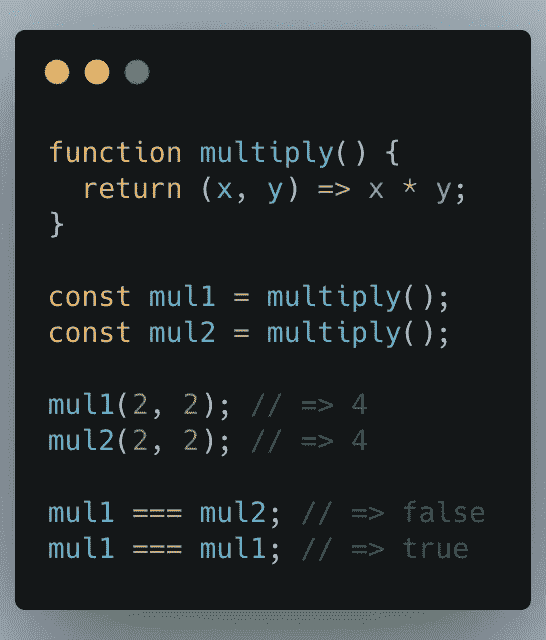 function multiply() {
  return (x, y) => x * y;
}

const mul1 = multiply();
const mul2 = multiply();

mul1(2, 2); // => 4
mul2(2, 2); // => 4

mul1 === mul2; // => false
mul1 === mul1; // => true